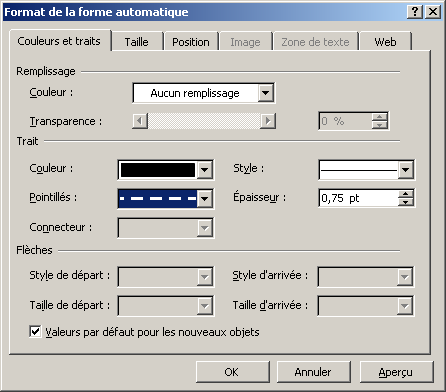 Format de la forme automatique
Couleurs et traits Taille Position Image Zone de texte Web
Remplissage
Couleur : Aucun remplissage
Transparence : 0 %
Trait
Couleur : Style :
Pointillés : Épaisseur : 0,75 pt
Connecteur :
Flèches
Style de départ : Style d'arrivée :
Taille de départ : Taille d'arrivée :
Valeurs par défaut pour les nouveaux objets
OK Annuler Aperçu